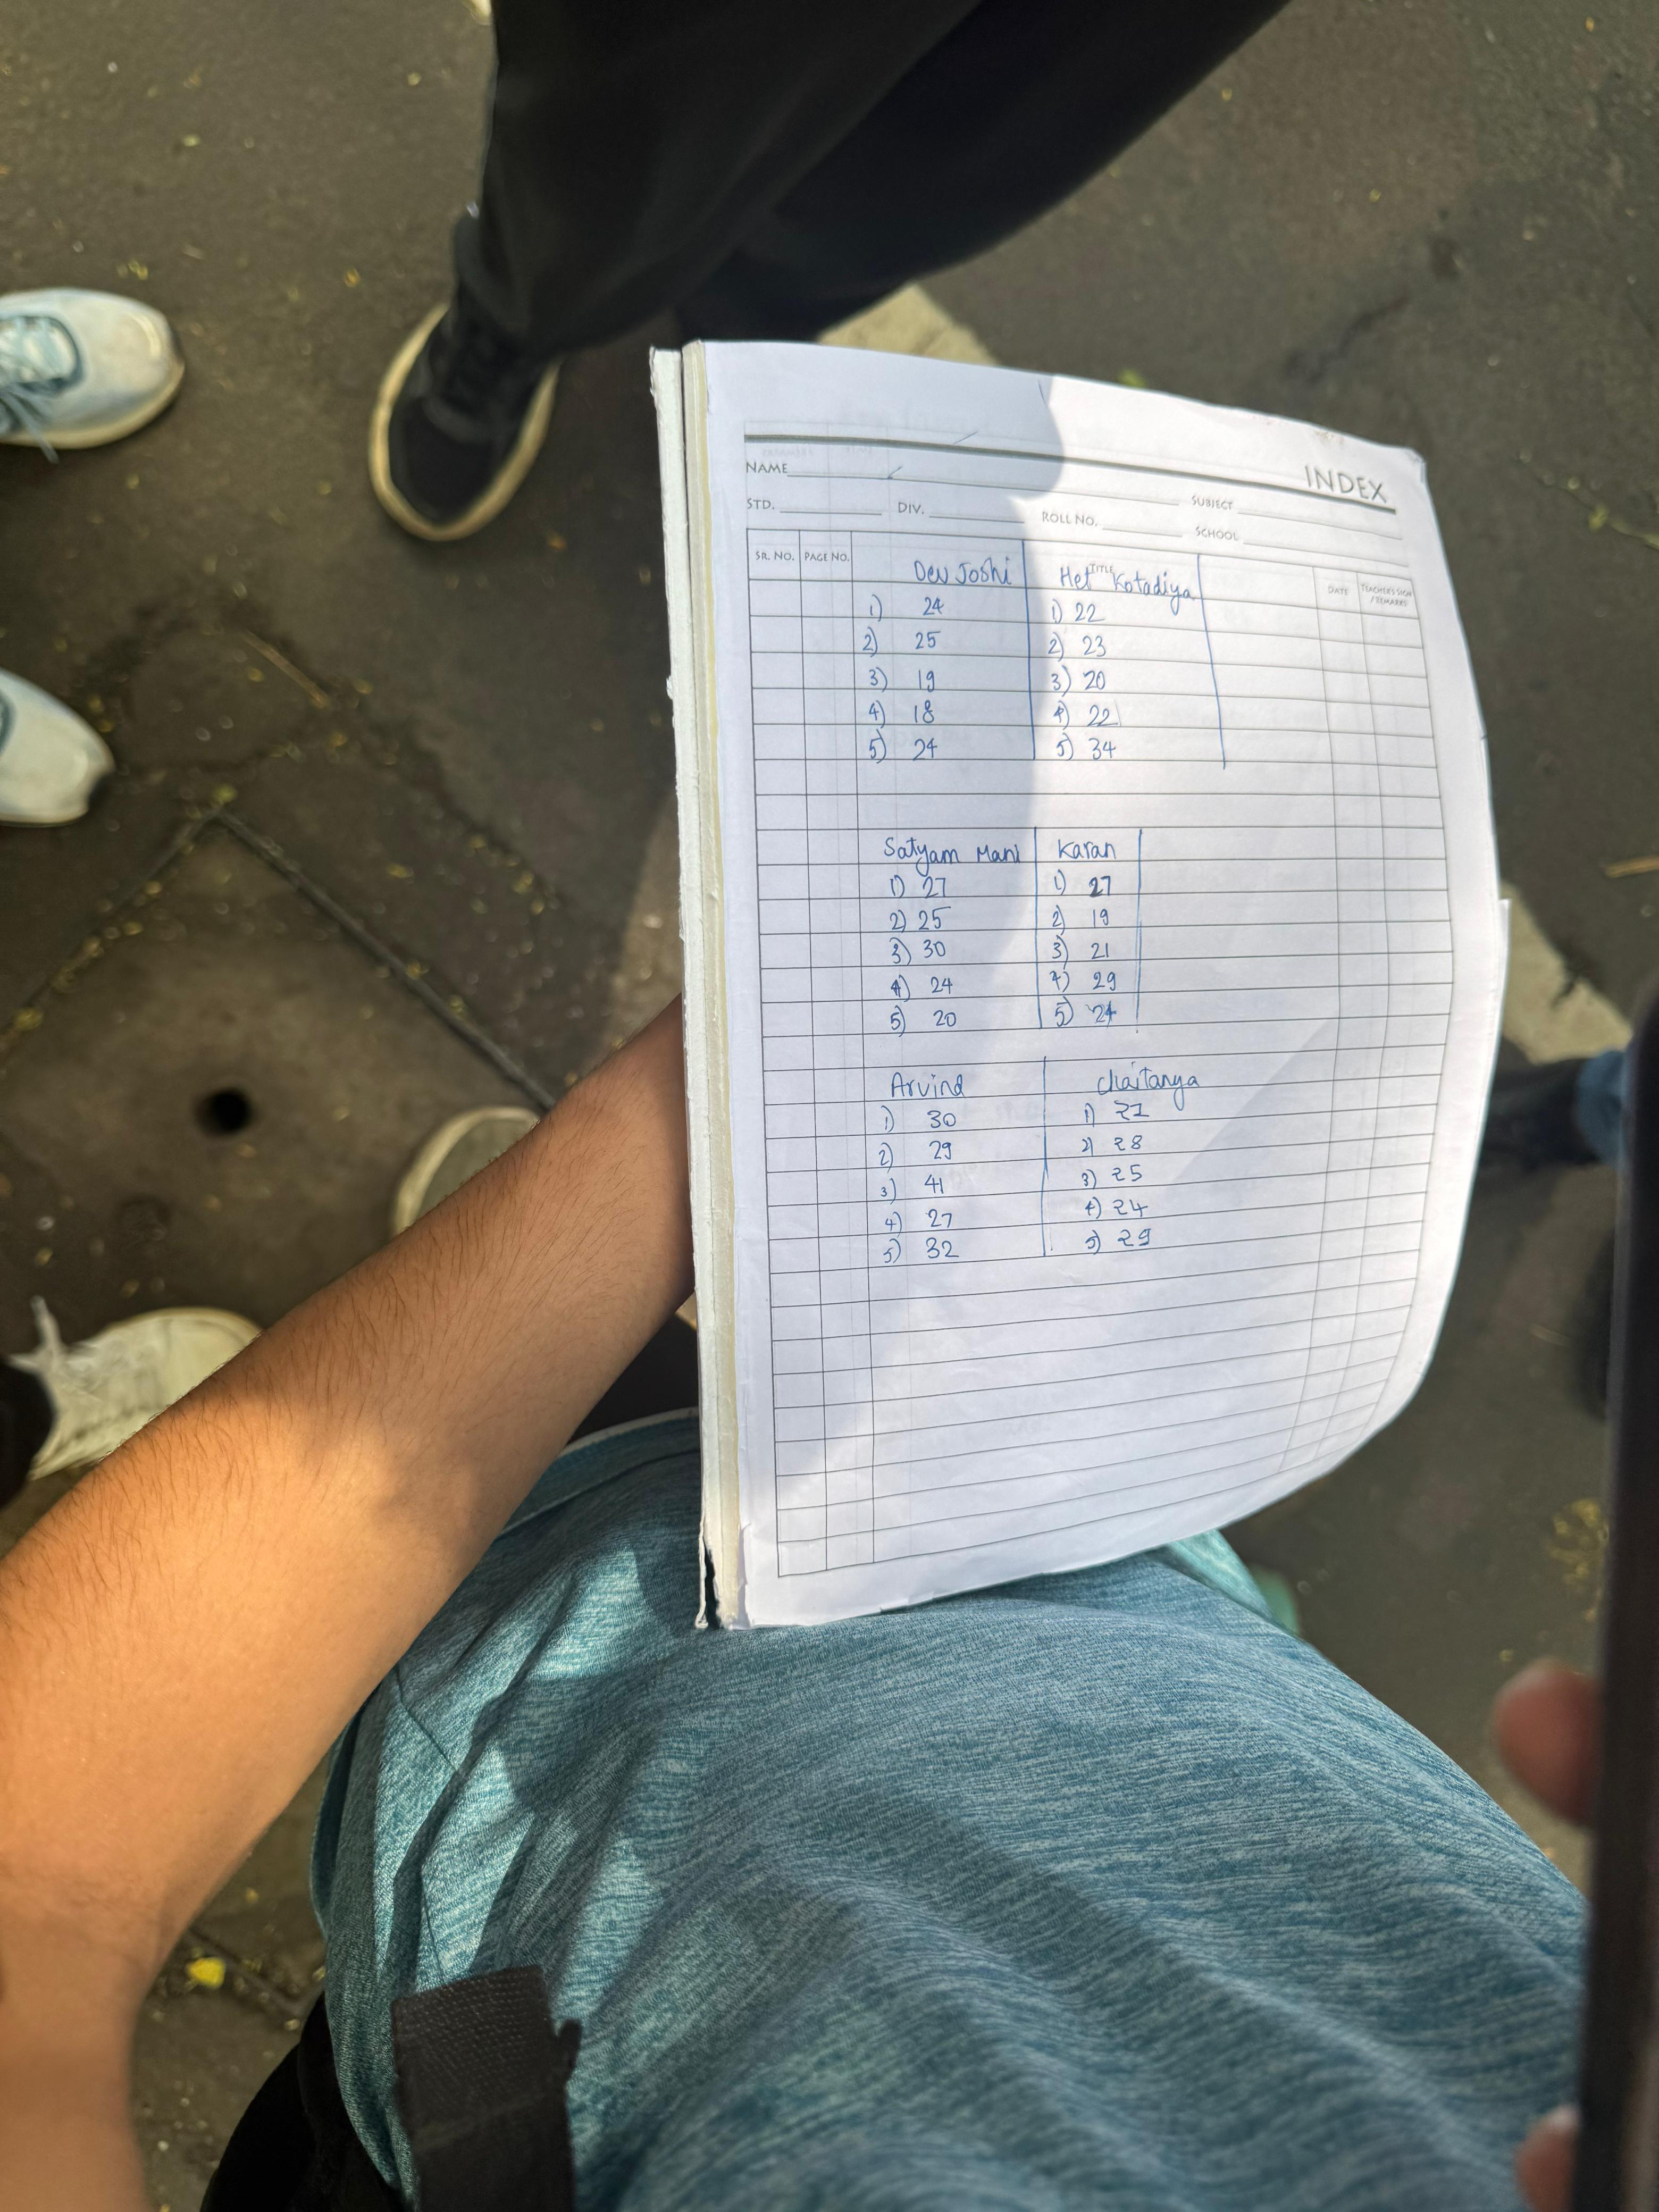 INDEX
NAME
SUBJECT
STD.
DIV.
ROLL NO.
SCHOOL
SR. NO.
PAGE NO.
TITLE
DATE
TEACHER'S SIGN / REMARKS
Dev Joshi
1) 24
2) 25
3) 19
4) 18
5) 24
Het Kotadiya
1) 22
2) 23
3) 20
4) 22
5) 34
Satyam Mani
1) 27
2) 25
3) 30
4) 24
5) 20
Karan
1) 27
2) 19
3) 21
4) 29
5) 24
Arvind
1) 30
2) 29
3) 41
4) 27
5) 32
Chaitanya
1) 27
2) 28
3) 25
4) 24
5) 29